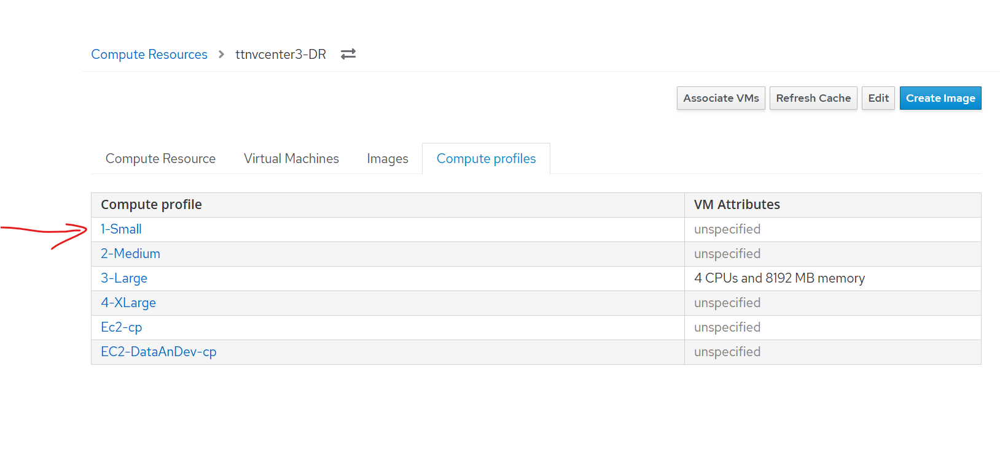 Compute Resources > ttnvcenter3-DR
Associate VMs Refresh Cache Edit Create Image
Compute Resource Virtual Machines Images Compute profiles
Compute profile VM Attributes
1-Small unspecified
2-Medium unspecified
3-Large 4 CPUs and 8192 MB memory
4-XLarge unspecified
Ec2-cp unspecified
EC2-DataAnDev-cp unspecified